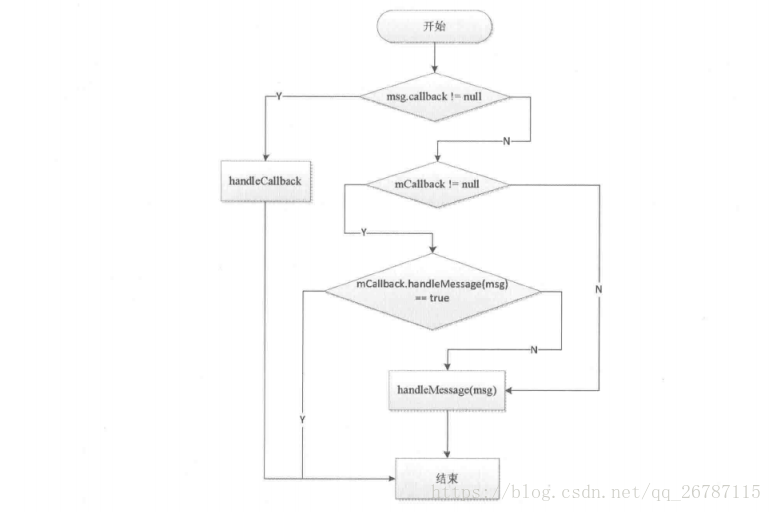 开始
msg.callback != null
Y
N
handleCallback
mCallback != null
Y
N
mCallback.handleMessage(msg)
== true
N
handleMessage(msg)
Y
结束
https://blog.csdn.net/qq_26787115